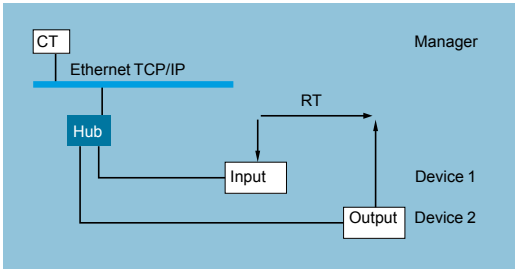 CT
Manager
Ethernet TCP/IP
RT
Hub
Input
Device 1
Output
Device 2